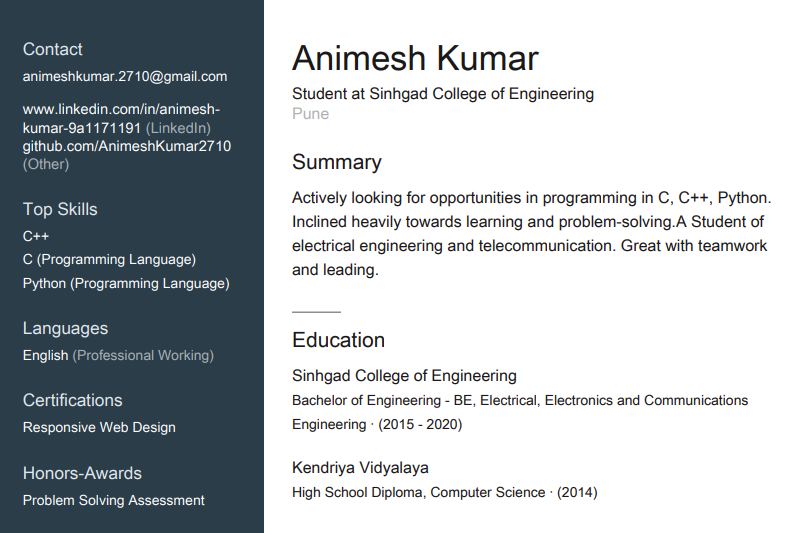 Contact
animeshkumar.2710@gmail.com
www.linkedin.com/in/animesh-
kumar-9a1171191 (LinkedIn)
github.com/AnimeshKumar2710
(Other)
Top Skills
C++
C (Programming Language)
Python (Programming Language)
Languages
English (Professional Working)
Certifications
Responsive Web Design
Honors-Awards
Problem Solving Assessment
Animesh Kumar
Student at Sinhgad College of Engineering
Pune
Summary
Actively looking for opportunities in programming in C, C++, Python.
Inclined heavily towards learning and problem-solving.A Student of
electrical engineering and telecommunication. Great with teamwork
and leading.
Education
Sinhgad College of Engineering
Bachelor of Engineering - BE, Electrical, Electronics and Communications
Engineering · (2015 - 2020)
Kendriya Vidyalaya
High School Diploma, Computer Science · (2014)